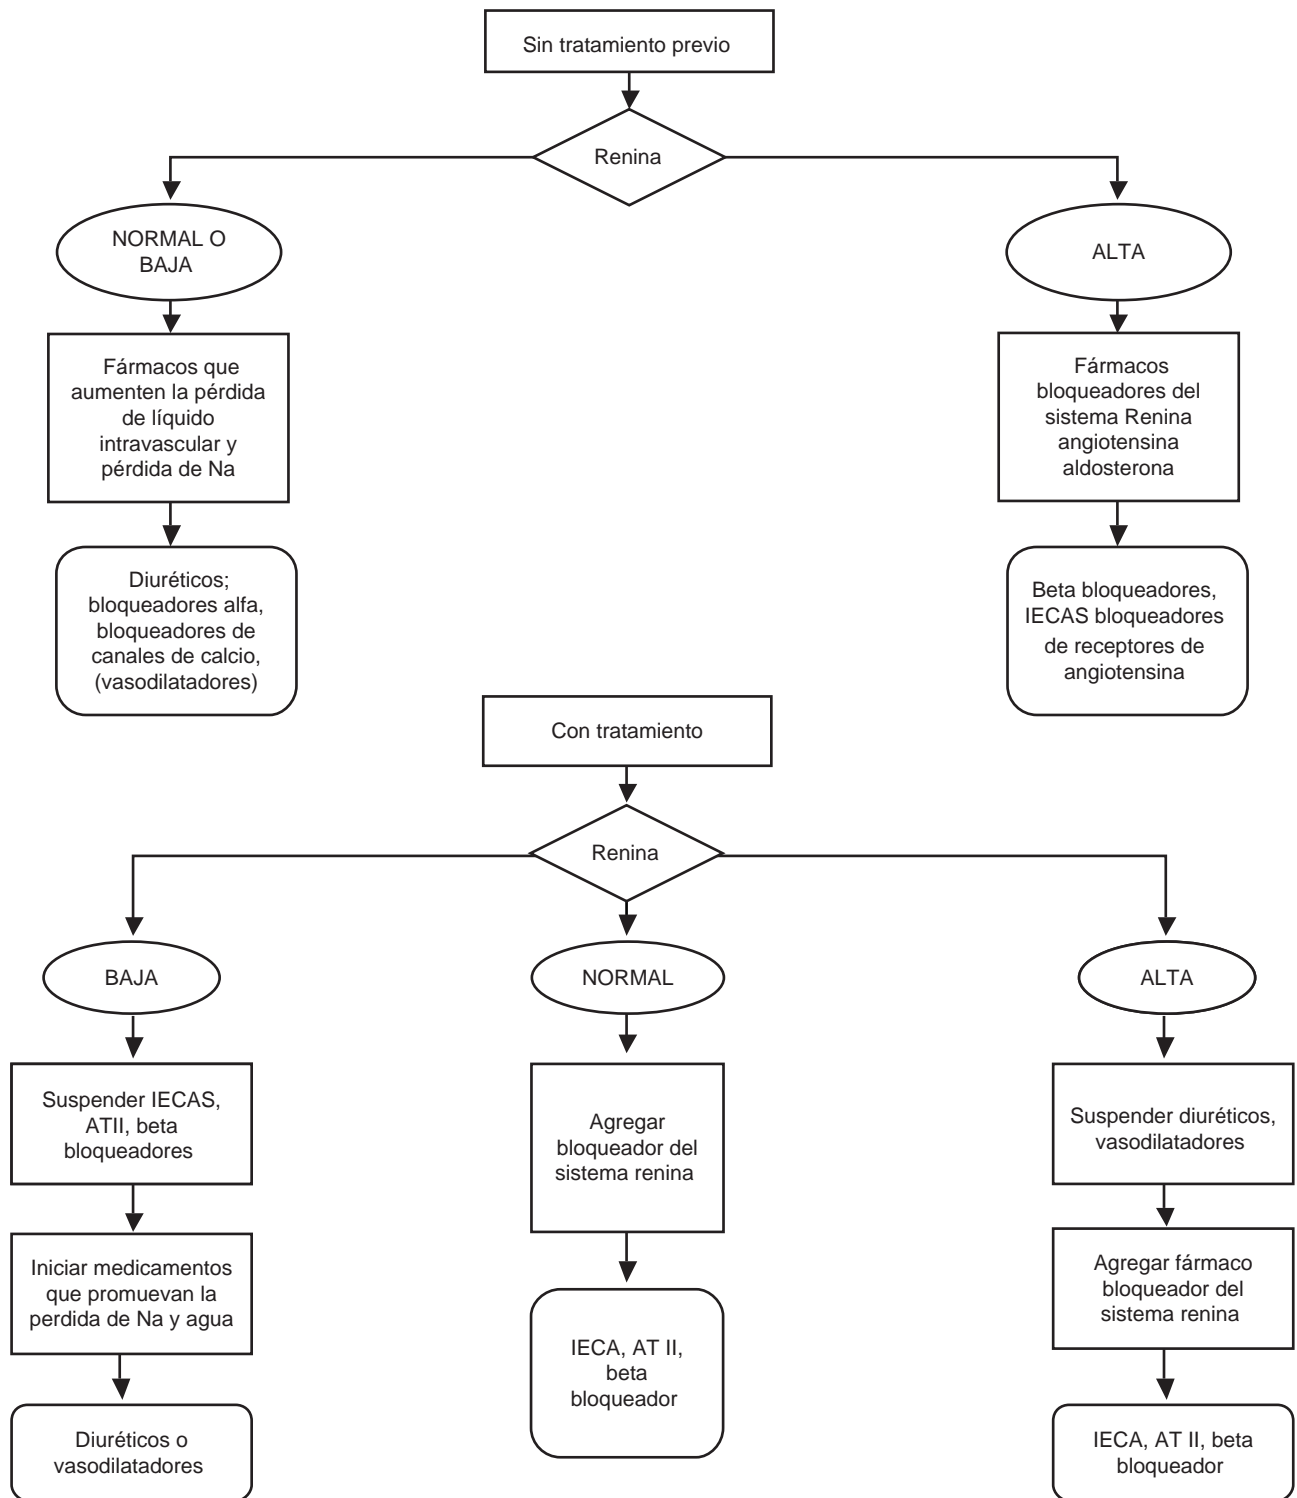 Sin tratamiento previo
Renina
NORMAL O
BAJA
ALTA
Fármacos que
aumenten la pérdida
de líquido
intravascular y
pérdida de Na
Fármacos
bloqueadores del
sistema Renina
angiotensina
aldosterona
Diuréticos;
bloqueadores alfa,
bloqueadores de
canales de calcio,
(vasodilatadores)
Beta bloqueadores,
IECAS bloqueadores
de receptores de
angiotensina
Con tratamiento
Renina
BAJA
NORMAL
ALTA
Suspender IECAS,
ATII, beta
bloqueadores
Agregar
bloqueador del
sistema renina
Suspender diuréticos,
vasodilatadores
Iniciar medicamentos
que promuevan la
perdida de Na y agua
Agregar fármaco
bloqueador del
sistema renina
IECA, AT II,
beta
bloqueador
Diuréticos o
vasodilatadores
IECA, AT II, beta
bloqueador